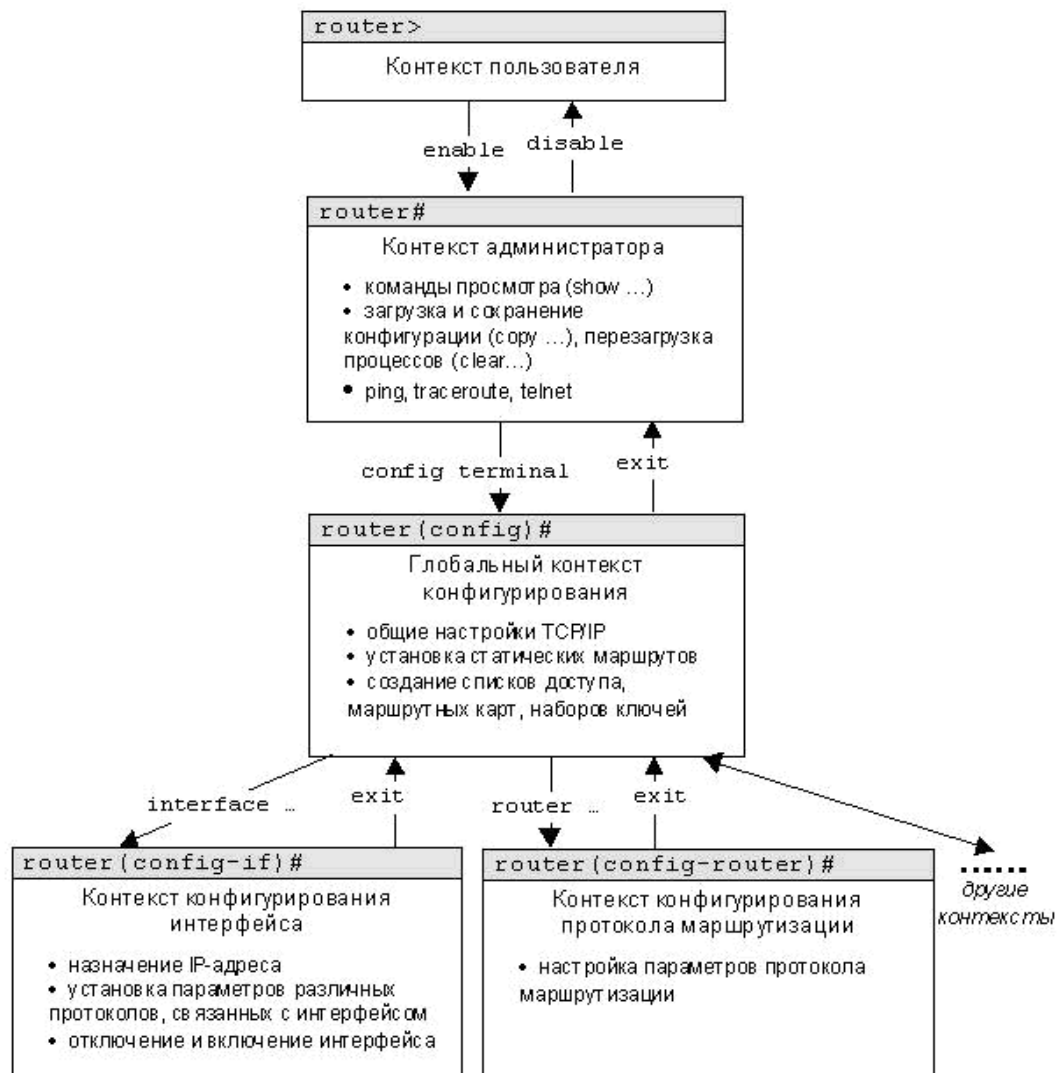 router>
Контекст пользователя
enable
disable
router#
Контекст администратора
• команды просмотра (show ...)
• загрузка и сохранение
конфигурации (copy ...), перезагрузка
процессов (clear...)
• ping, traceroute, telnet
config terminal
exit
router(config)#
Глобальный контекст
конфигурирования
• общие настройки TCP/IP
• установка статических маршрутов
• создание списков доступа,
маршрутных карт, наборов ключей
interface ...
exit
router ...
exit
router(config-if)#
Контекст конфигурирования
интерфейса
• назначение IP-адреса
• установка параметров различных
протоколов, связанных с интерфейсом
• отключение и включение интерфейса
router(config-router)#
Контекст конфигурирования
протокола маршрутизации
• настройка параметров протокола
маршрутизации
другие
контексты